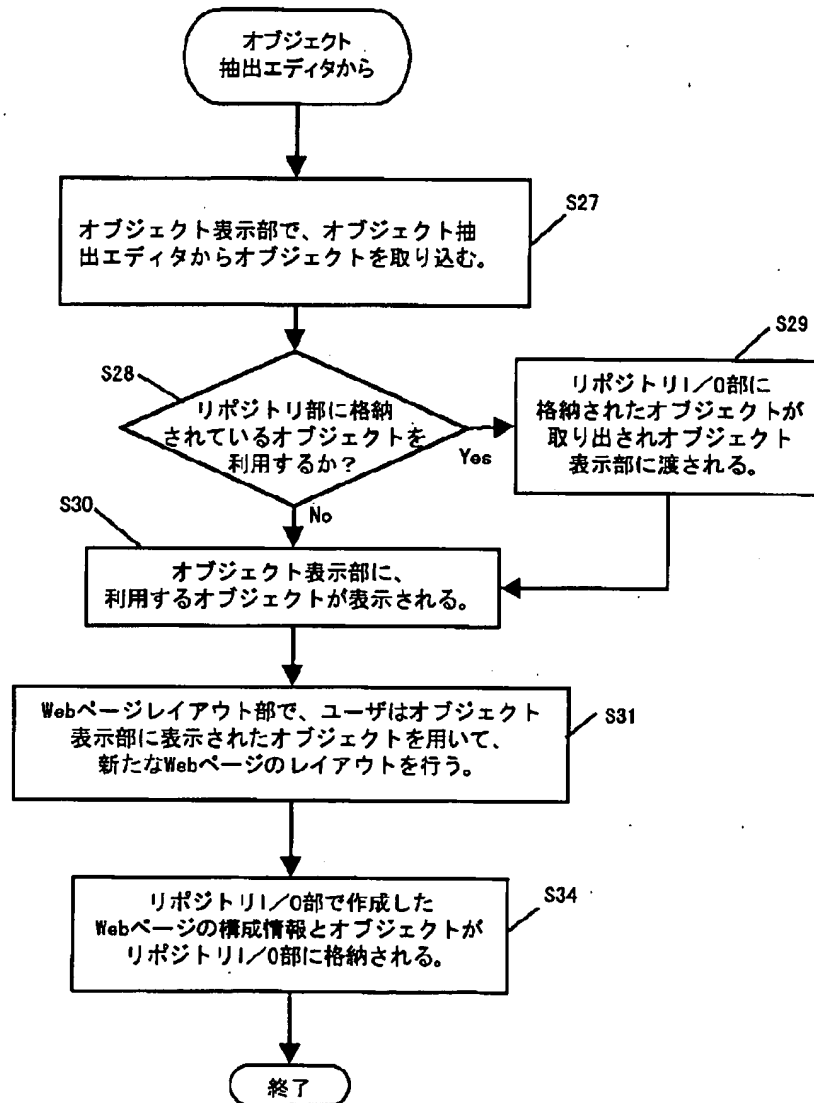 オブジェクト
抽出エディタから
S27
オブジェクト表示部で、オブジェクト抽
出エディタからオブジェクトを取り込む。
S28
リポジトリ部に格納
されているオブジェクトを
利用するか？
Yes
No
S29
リポジトリI／O部に
格納されたオブジェクトが
取り出されオブジェクト
表示部に渡される。
S30
オブジェクト表示部に、
利用するオブジェクトが表示される。
Webページレイアウト部で、ユーザはオブジェクト
表示部に表示されたオブジェクトを用いて、
新たなWebページのレイアウトを行う。
S31
リポジトリI／O部で作成した
Webページの構成情報とオブジェクトが
リポジトリI／O部に格納される。
S34
終了